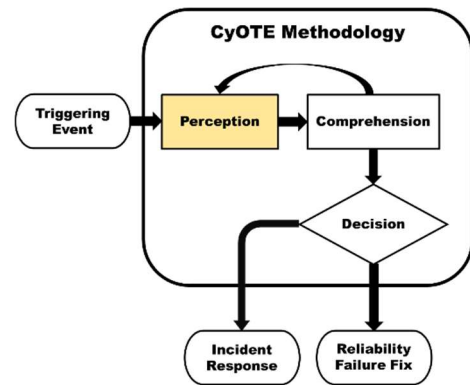 CyOTE Methodology
Triggering
Event
Perception
Comprehension
Decision
Incident
Response
Reliability
Failure Fix